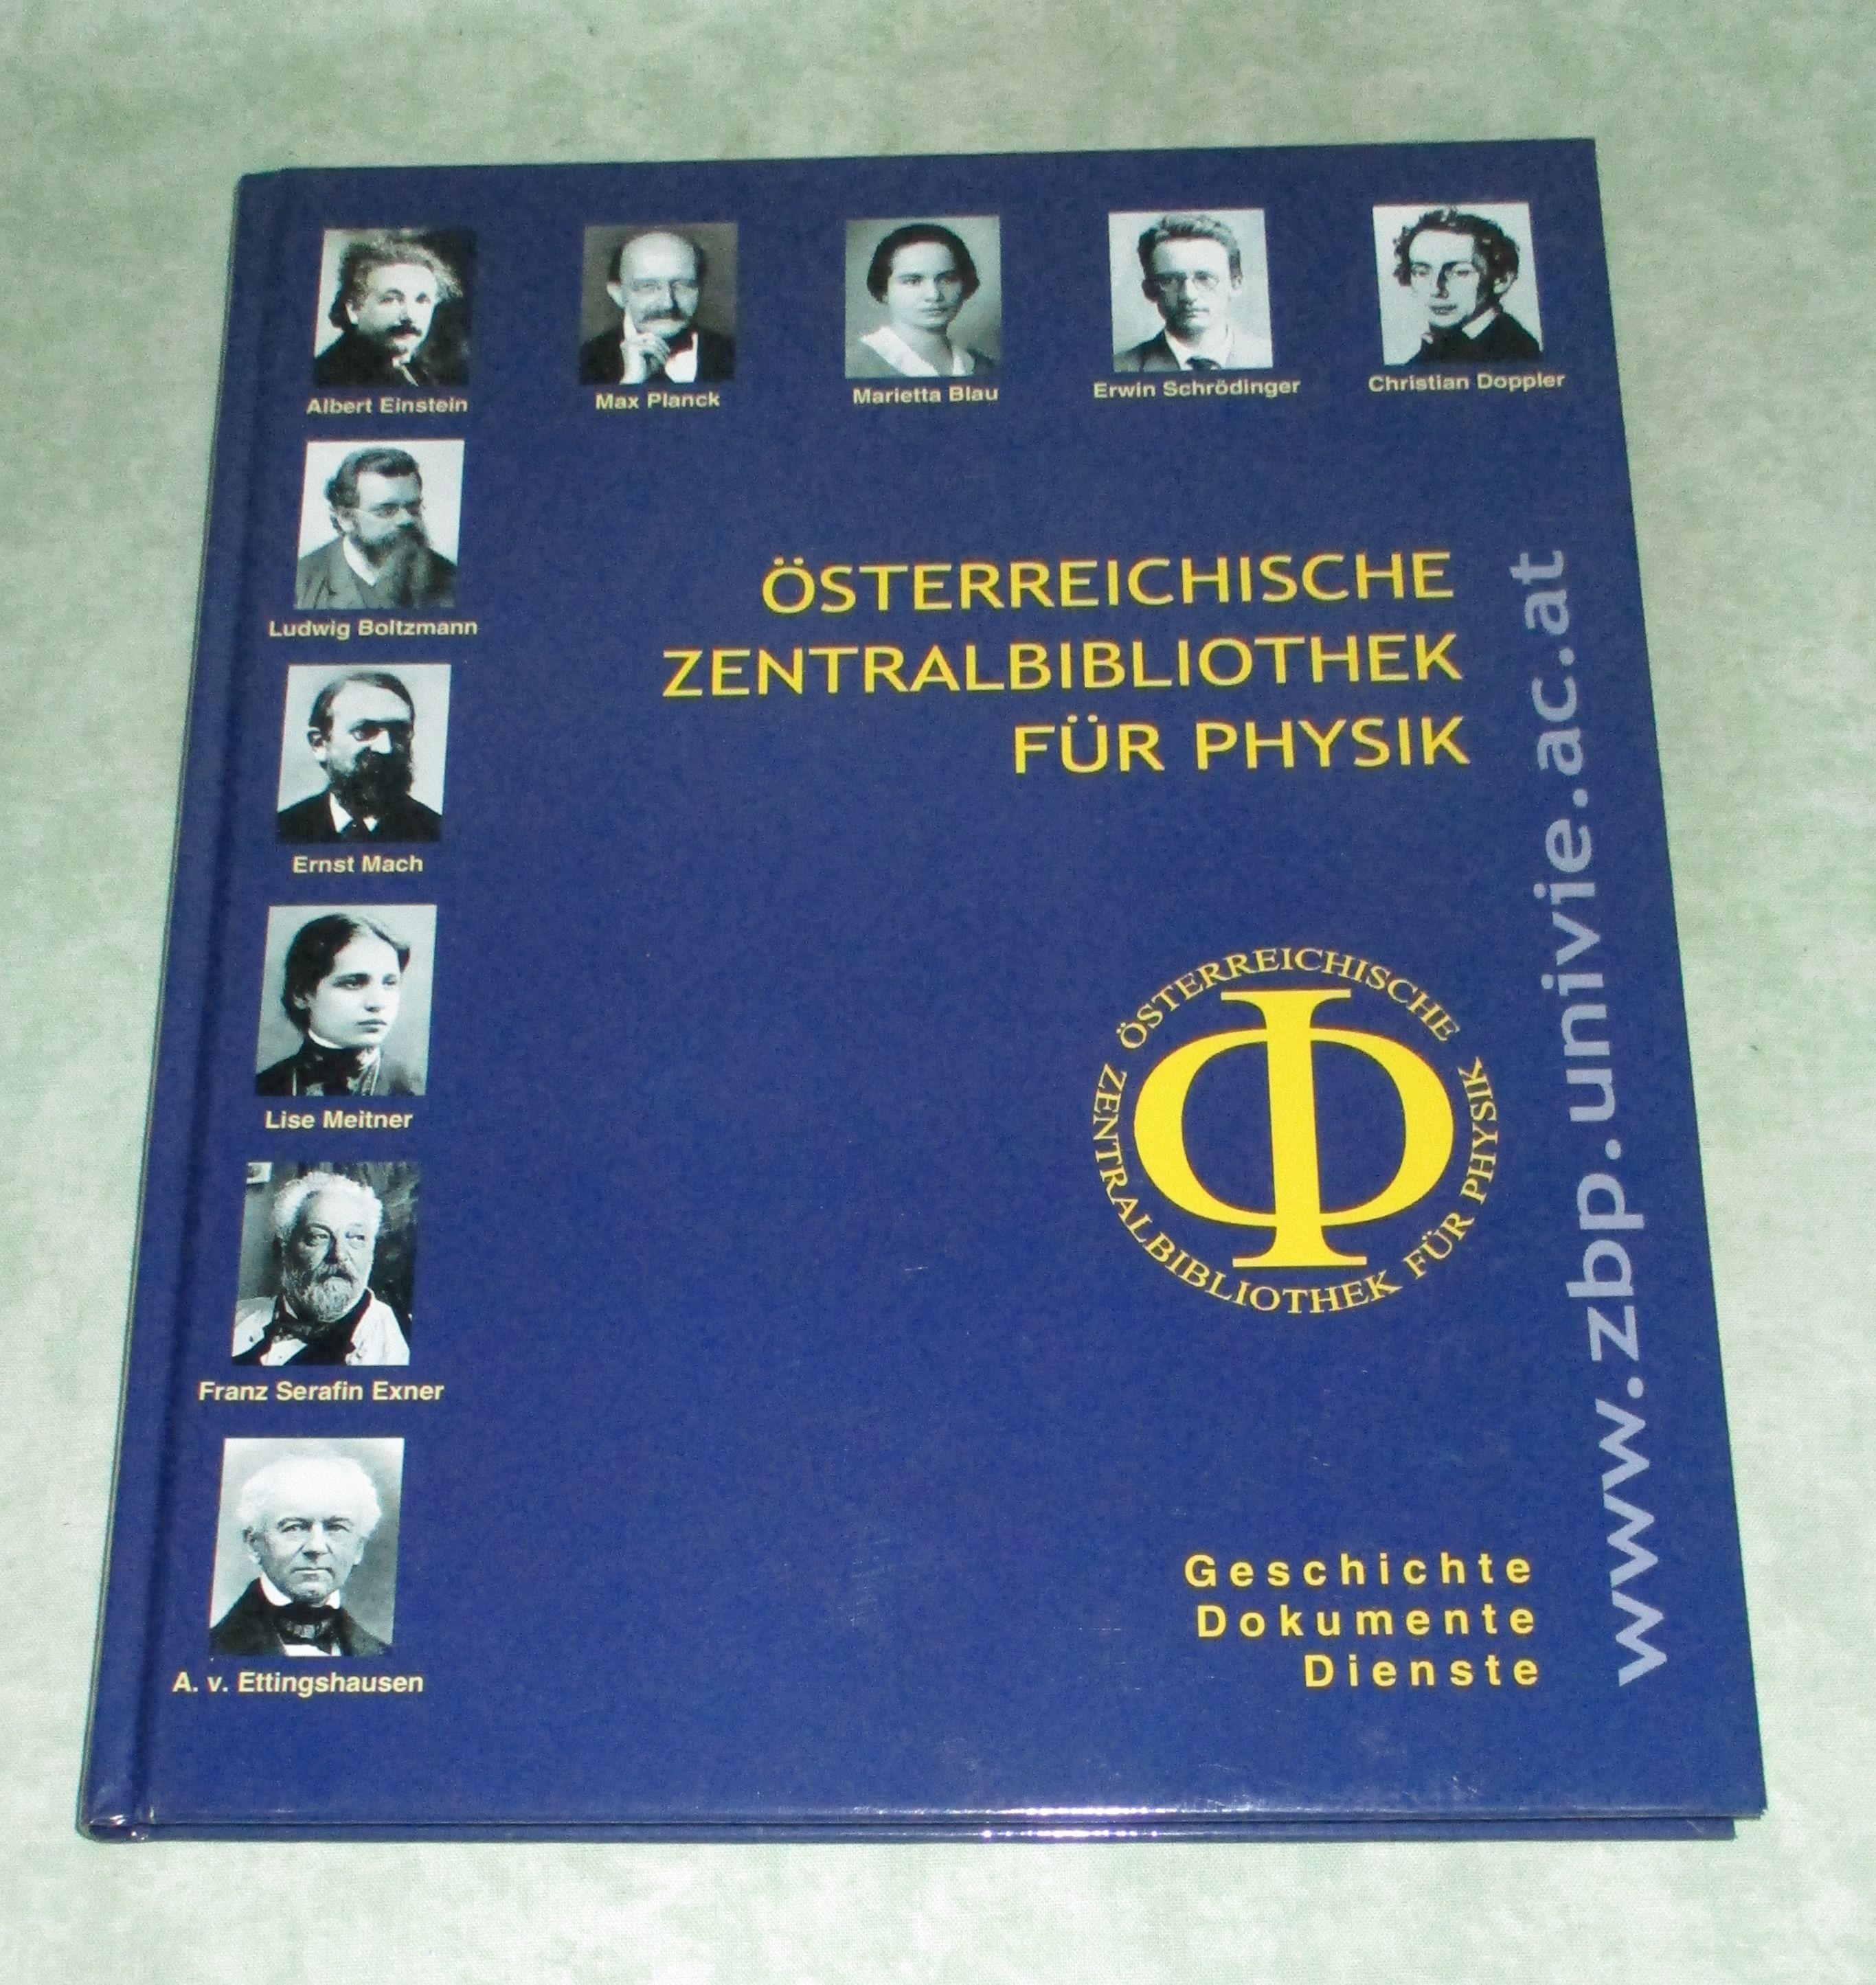 Albert Einstein
Max Planck
Marietta Blau
Erwin Schrödinger
Christian Doppler
Ludwig Boltzmann
Ernst Mach
Lise Meitner
Franz Serafin Exner
A. v. Ettingshausen
ÖSTERREICHISCHE
ZENTRALBIBLIOTHEK
FÜR PHYSIK
www.zbp.univie.ac.at
Φ
ÖSTERREICHISCHE ZENTRALBIBLIOTHEK FÜR PHYSIK
Geschichte
Dokumente
Dienste